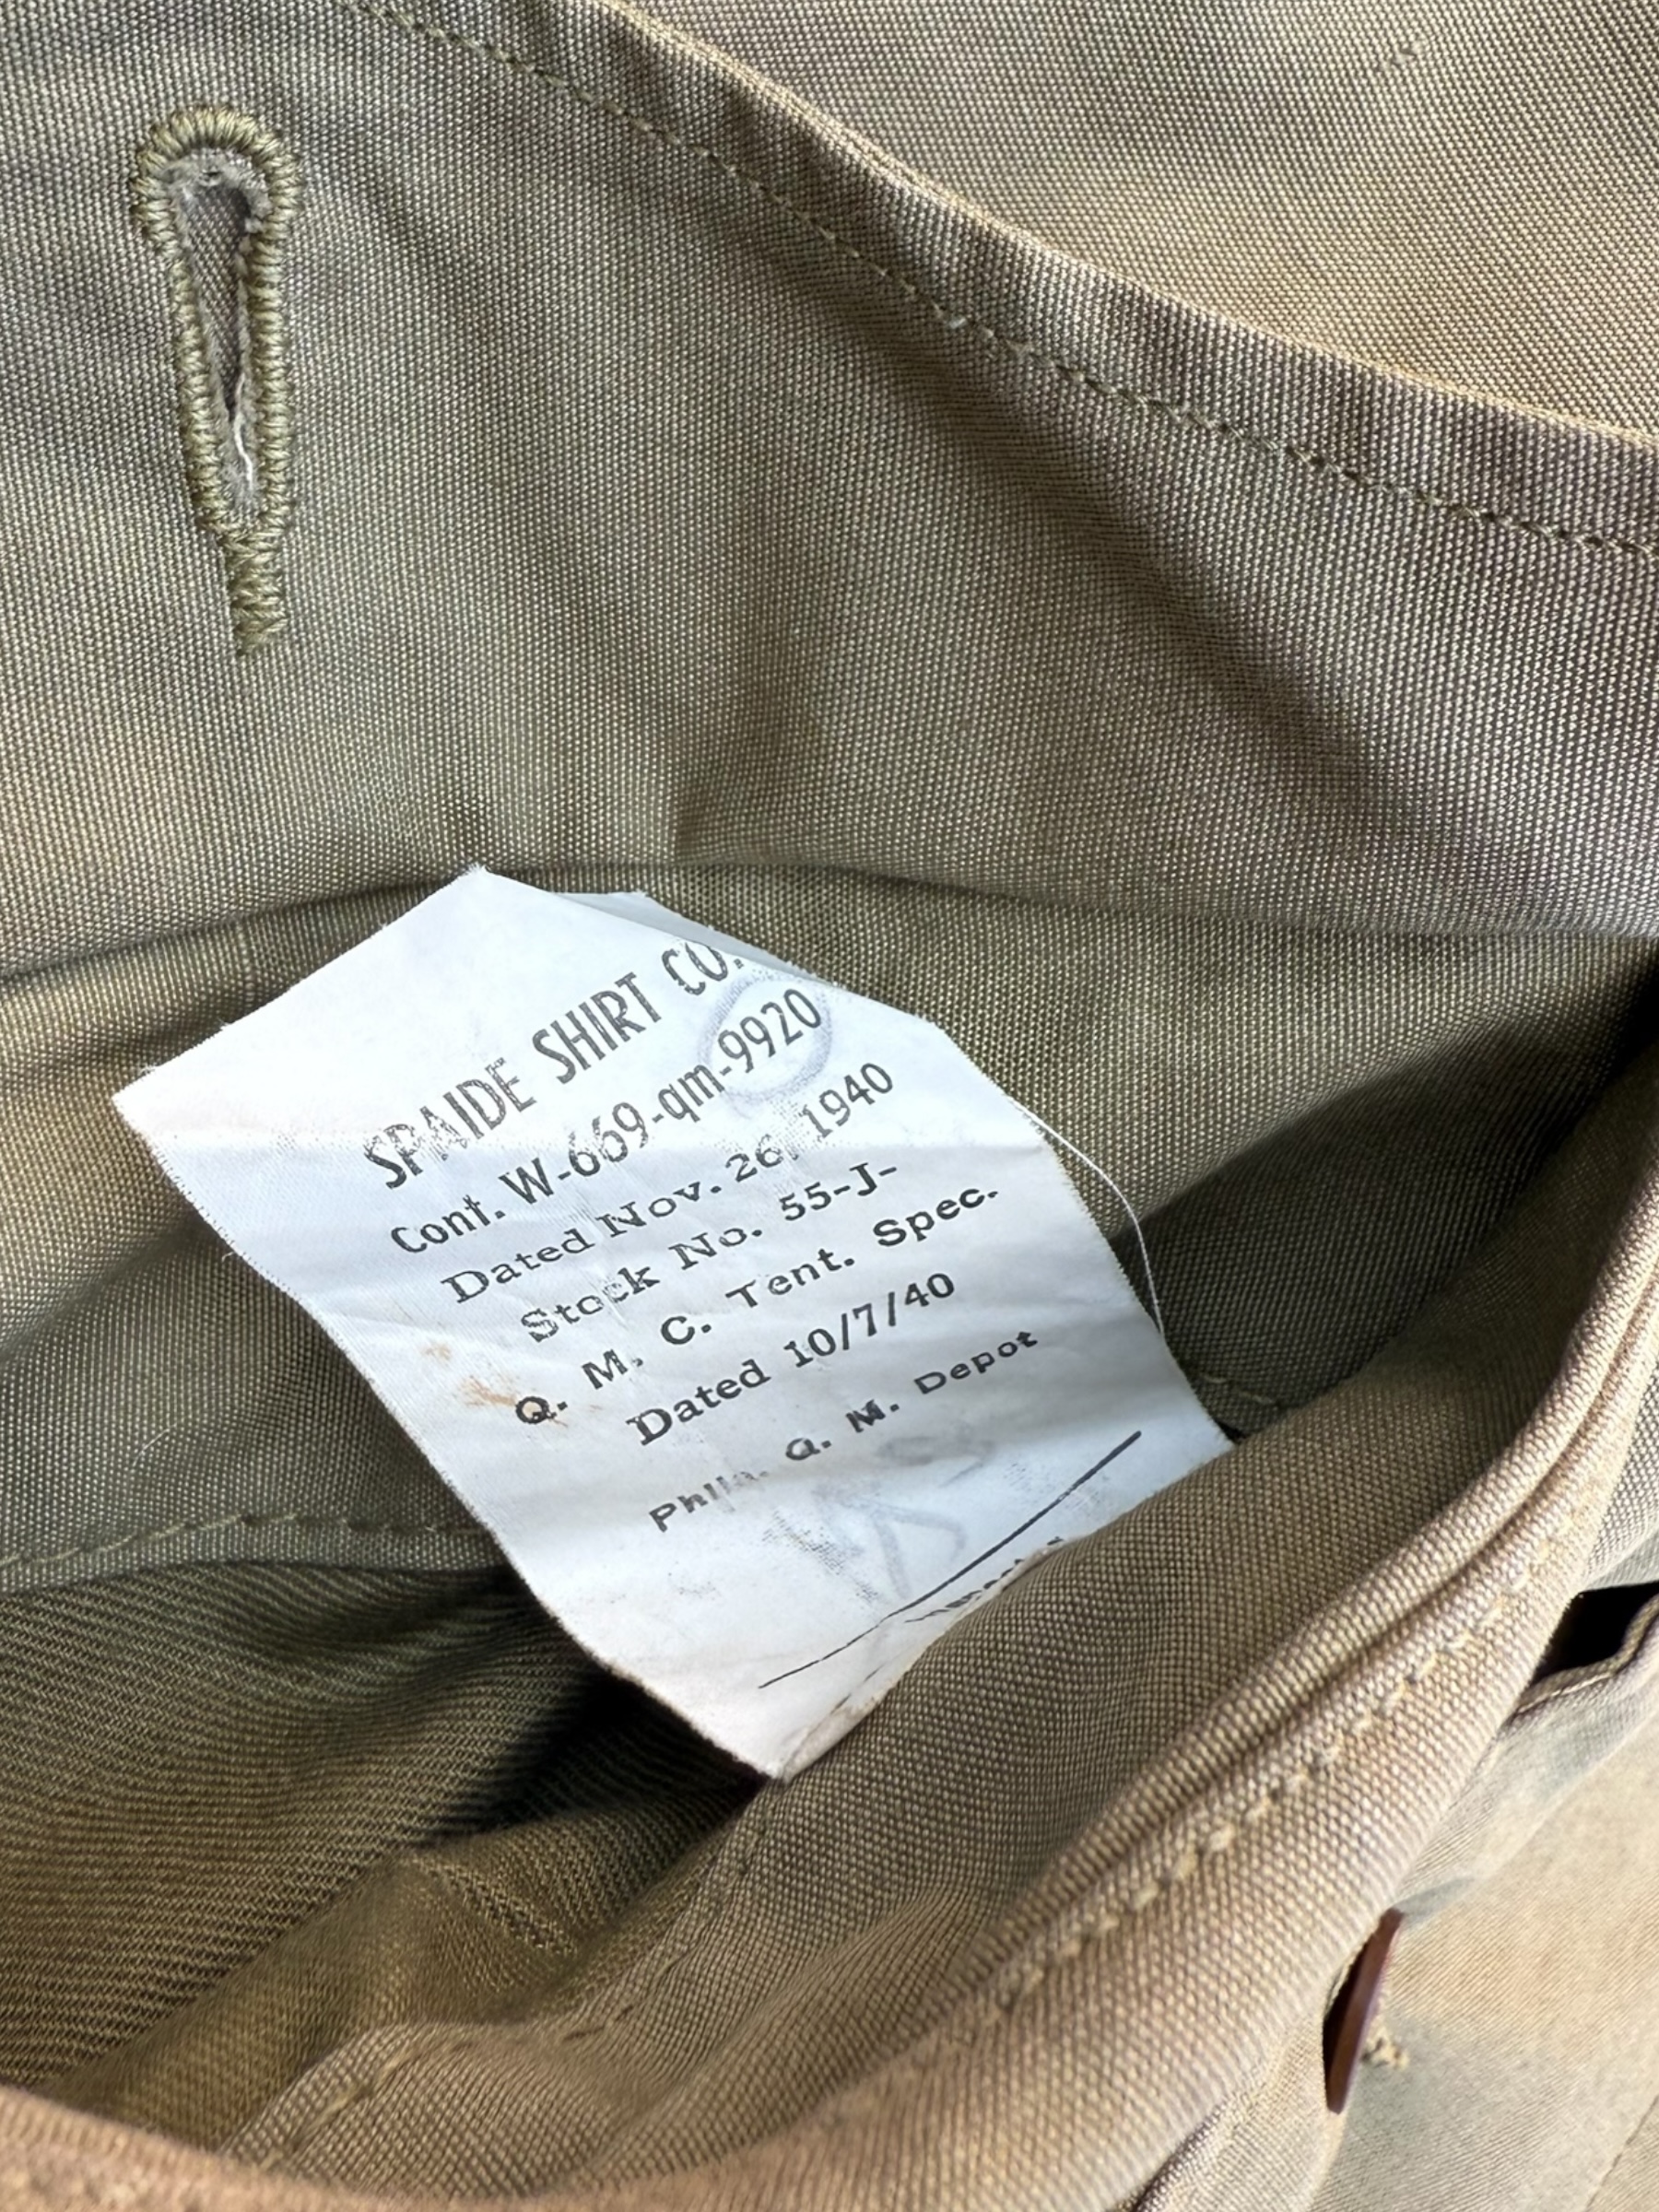 SPAIDE SHIRT CO.
Cont. W-669-qm-9920
Dated Nov. 26, 1940
Stock No. 55-J-
Q. M. C. Tent. Spec.
Dated 10/7/40
Phila. Q. M. Depot